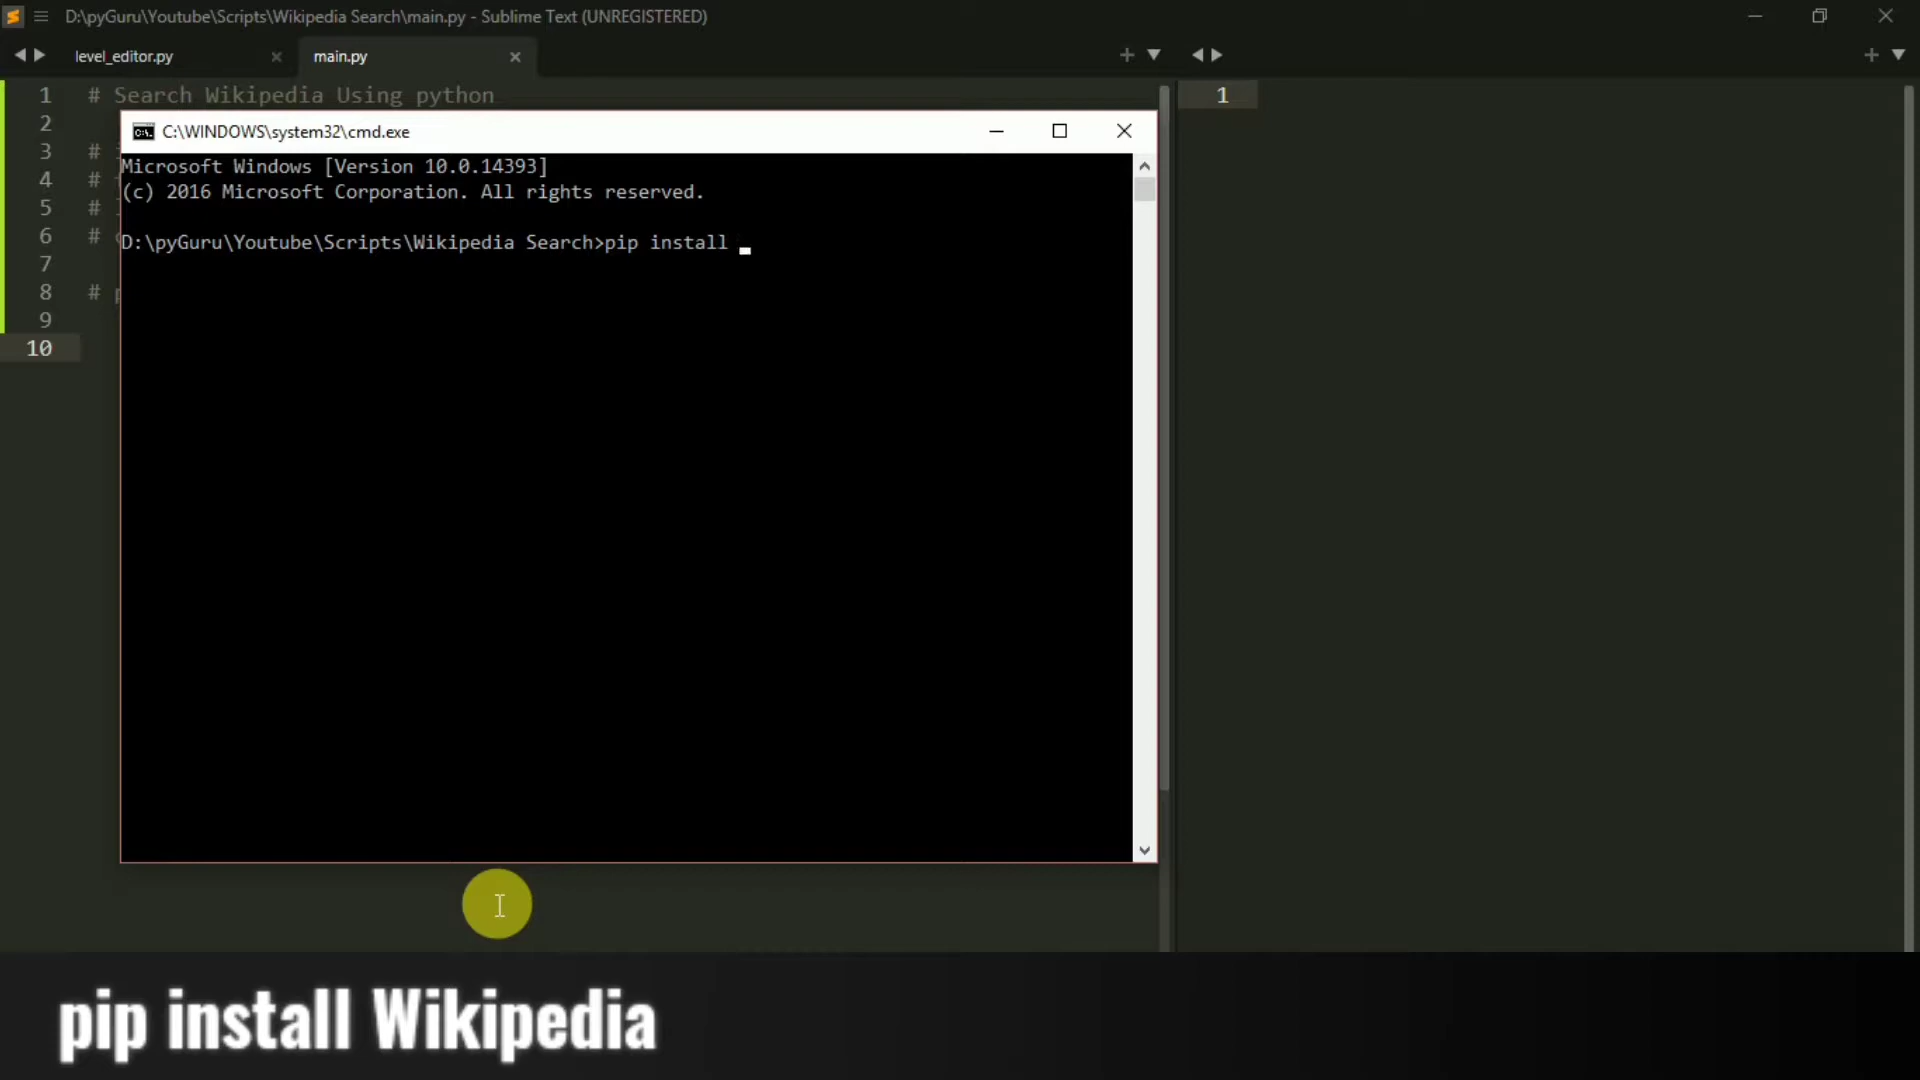 D:\pyGuru\Youtube\Scripts\Wikipedia Search\main.py - Sublime Text (UNREGISTERED)
level_editor.py
main.py
1 # Search Wikipedia Using python
2
3 #
4 #
5 #
6 #
7
8 #
9
10
1
C:\WINDOWS\system32\cmd.exe
Microsoft Windows [Version 10.0.14393]
(c) 2016 Microsoft Corporation. All rights reserved.
D:\pyGuru\Youtube\Scripts\Wikipedia Search>pip install
pip install Wikipedia